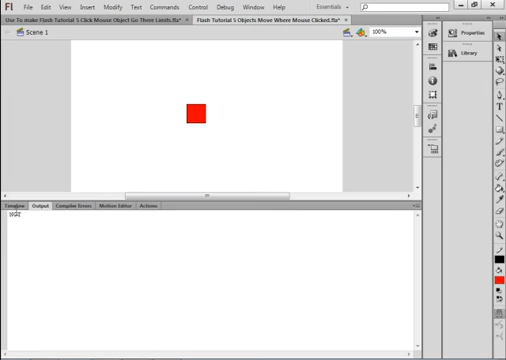 Fl File Edit View Insert Modify Text Commands Control Debug Window Help Essentials
Use To make Flash Tutorial 5 Click Mouse Object Go There Limits.fla* × Flash Tutorial 5 Objects Move Where Mouse Clicked.fla* ×
Scene 1 100%
Properties
Library
Timeline Output Compiler Errors Motion Editor Actions